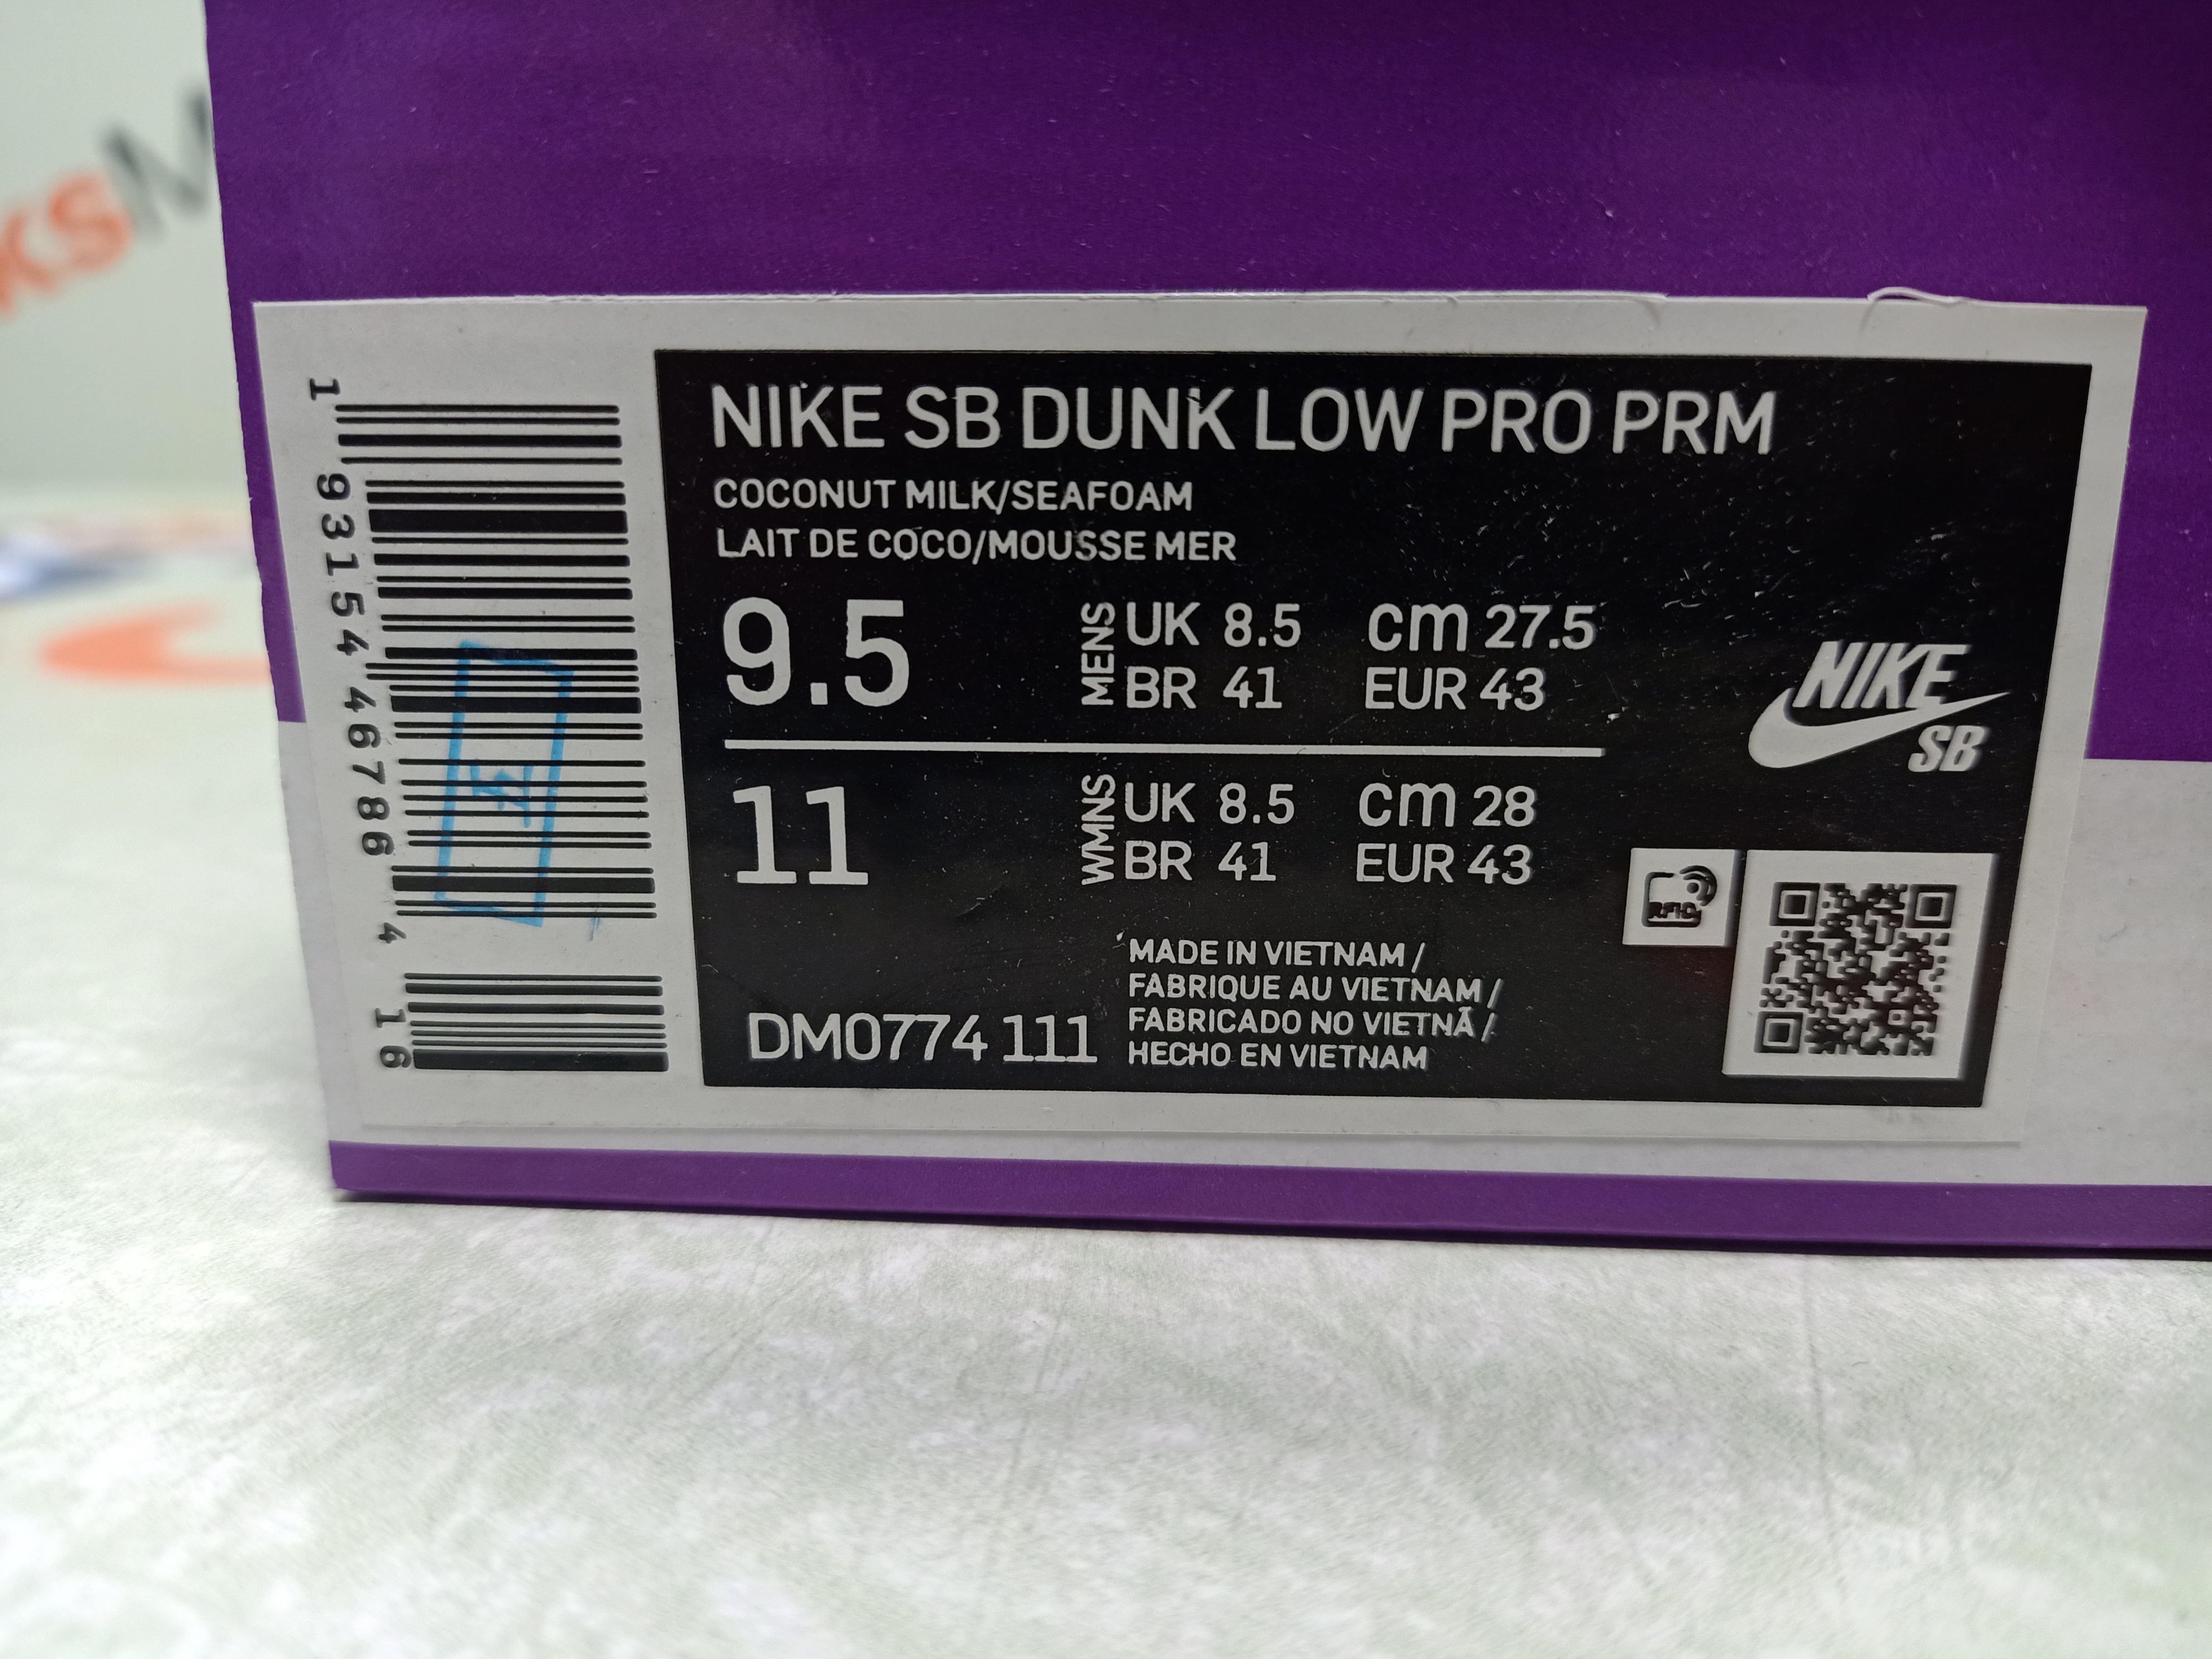 NIKE SB DUNK LOW PRO PRM
COCONUT MILK/SEAFOAM
LAIT DE COCO/MOUSSE MER
9.5 MENS UK 8.5 cm 27.5
BR 41 EUR 43
11 WMNS UK 8.5 cm 28
BR 41 EUR 43
NIKE
SB
RFID
MADE IN VIETNAM /
FABRIQUE AU VIETNAM /
FABRICADO NO VIETNÃ /
HECHO EN VIETNAM
DM0774 111
1 93154 46786 4
16